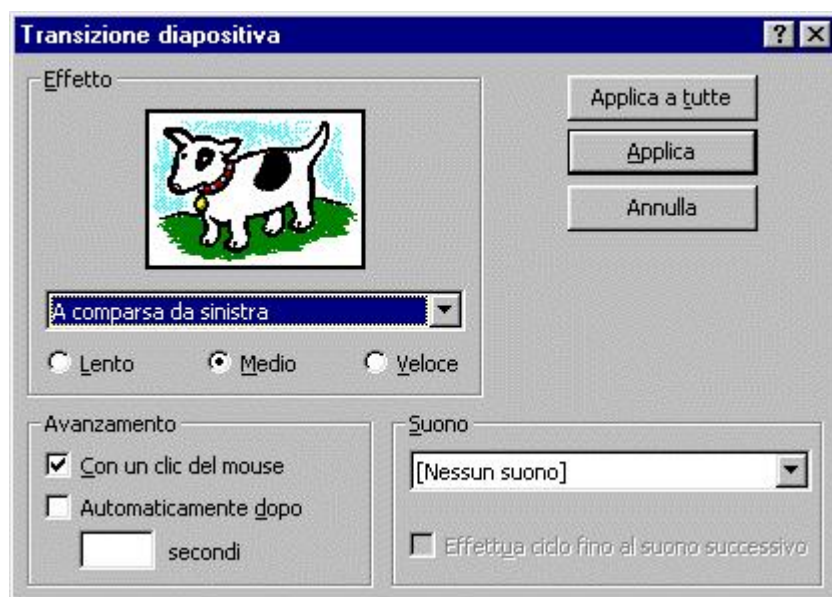 Transizione diapositiva
Effetto
A comparsa da sinistra
Lento Medio Veloce
Applica a tutte
Applica
Annulla
Avanzamento
Con un clic del mouse
Automaticamente dopo
secondi
Suono
[Nessun suono]
Effettua ciclo fino al suono successivo